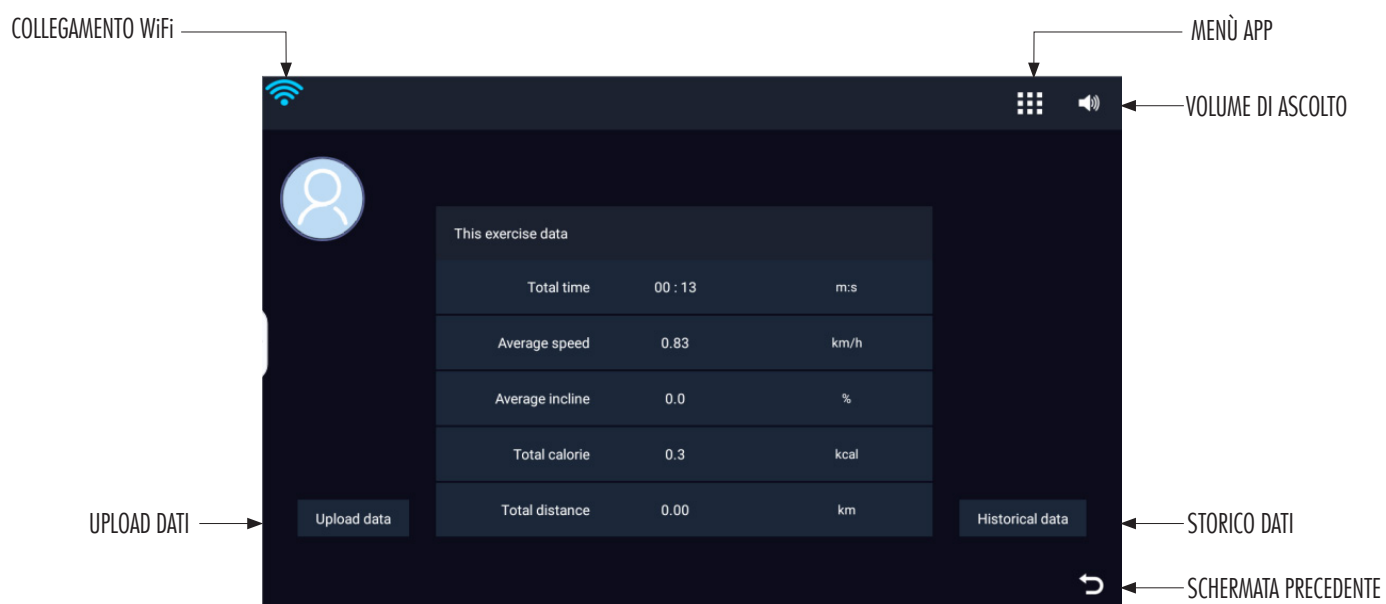 COLLEGAMENTO WiFi
MENÙ APP
VOLUME DI ASCOLTO
This exercise data
Total time 00 : 13 m:s
Average speed 0.83 km/h
Average incline 0.0 %
Total calorie 0.3 kcal
Total distance 0.00 km
UPLOAD DATI
Upload data
Historical data
STORICO DATI
SCHERMATA PRECEDENTE